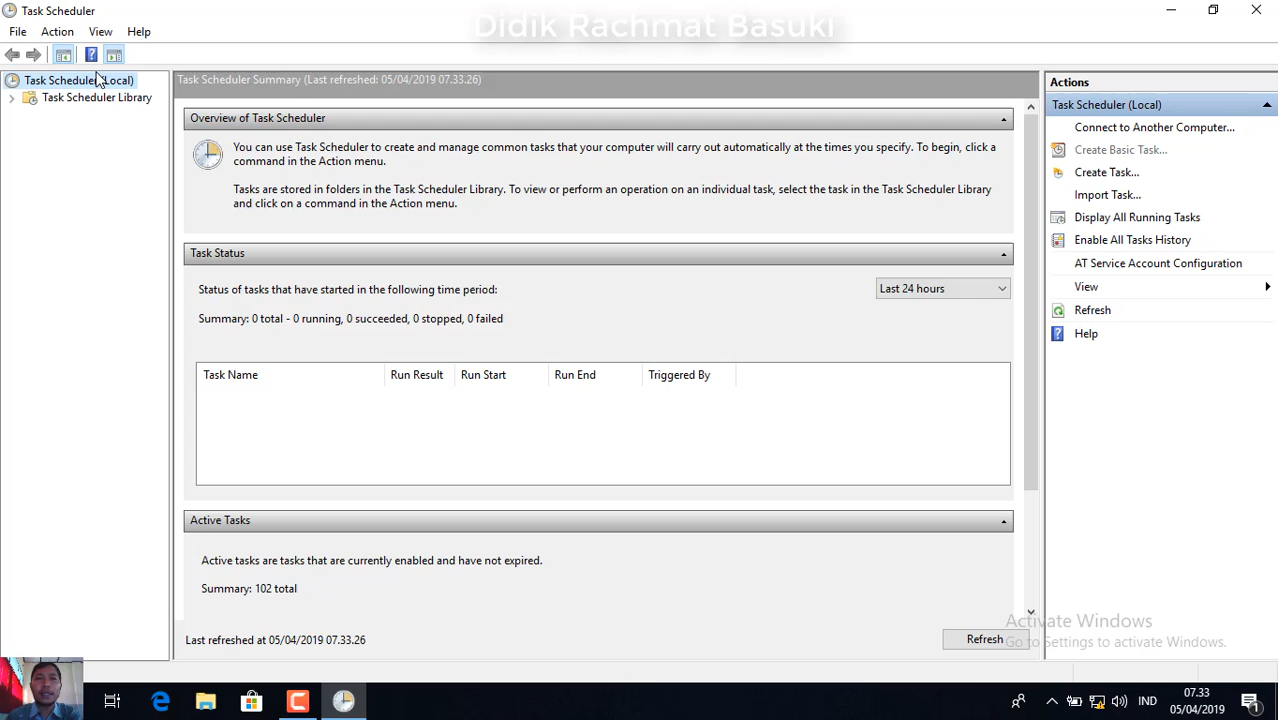 Task Scheduler
Didik Rachmat Basuki
File Action View Help
Task Scheduler (Local)
Task Scheduler Library
Task Scheduler Summary (Last refreshed: 05/04/2019 07.33.26)
Overview of Task Scheduler
You can use Task Scheduler to create and manage common tasks that your computer will carry out automatically at the times you specify. To begin, click a
command in the Action menu.
Tasks are stored in folders in the Task Scheduler Library. To view or perform an operation on an individual task, select the task in the Task Scheduler Library
and click on a command in the Action menu.
Task Status
Status of tasks that have started in the following time period:
Last 24 hours
Summary: 0 total - 0 running, 0 succeeded, 0 stopped, 0 failed
Task Name Run Result Run Start Run End Triggered By
Active Tasks
Active tasks are tasks that are currently enabled and have not expired.
Summary: 102 total
Last refreshed at 05/04/2019 07.33.26
Refresh
Actions
Task Scheduler (Local)
Connect to Another Computer...
Create Basic Task...
Create Task...
Import Task...
Display All Running Tasks
Enable All Tasks History
AT Service Account Configuration
View
Refresh
Help
Activate Windows
Go to Settings to activate Windows.
IND
07.33
05/04/2019
1